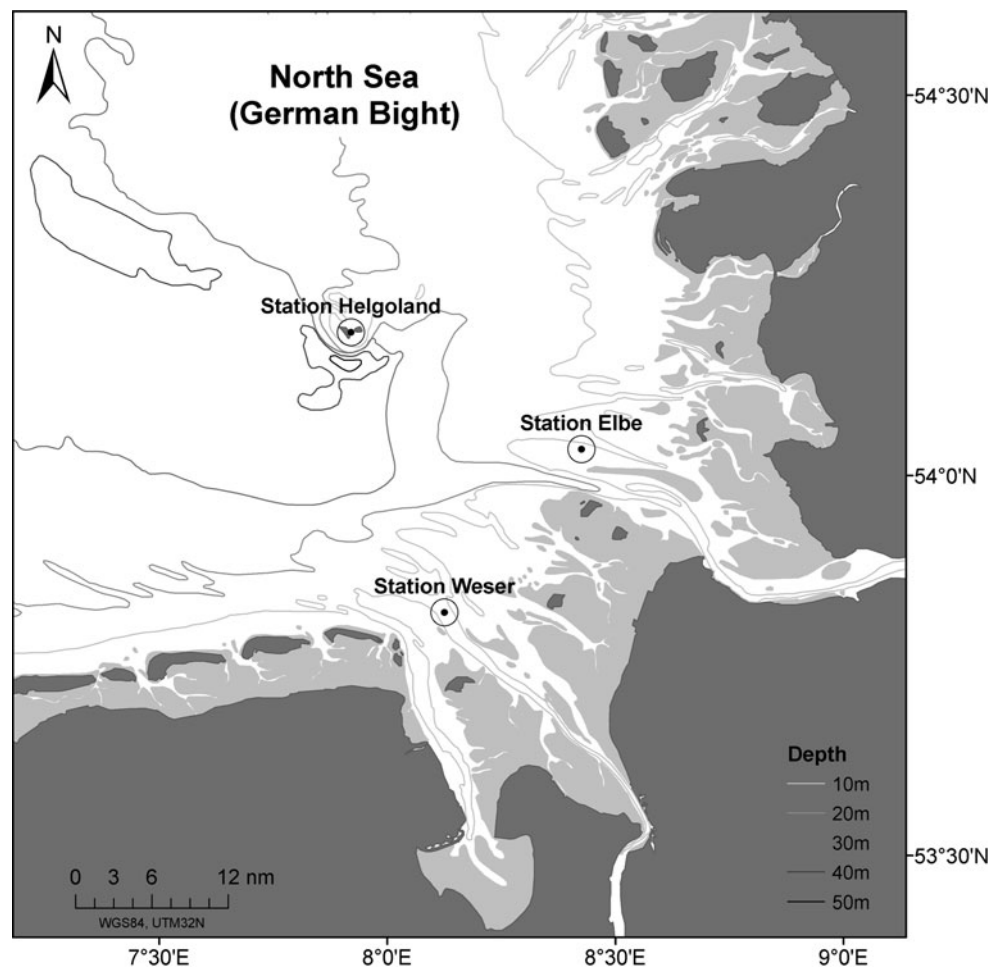 N
North Sea
(German Bight)
54°30'N
Station Helgoland
Station Elbe
54°0'N
Station Weser
Depth
10m
20m
30m
40m
50m
53°30'N
0 3 6 12 nm
WGS84, UTM32N
7°30'E 8°0'E 8°30'E 9°0'E